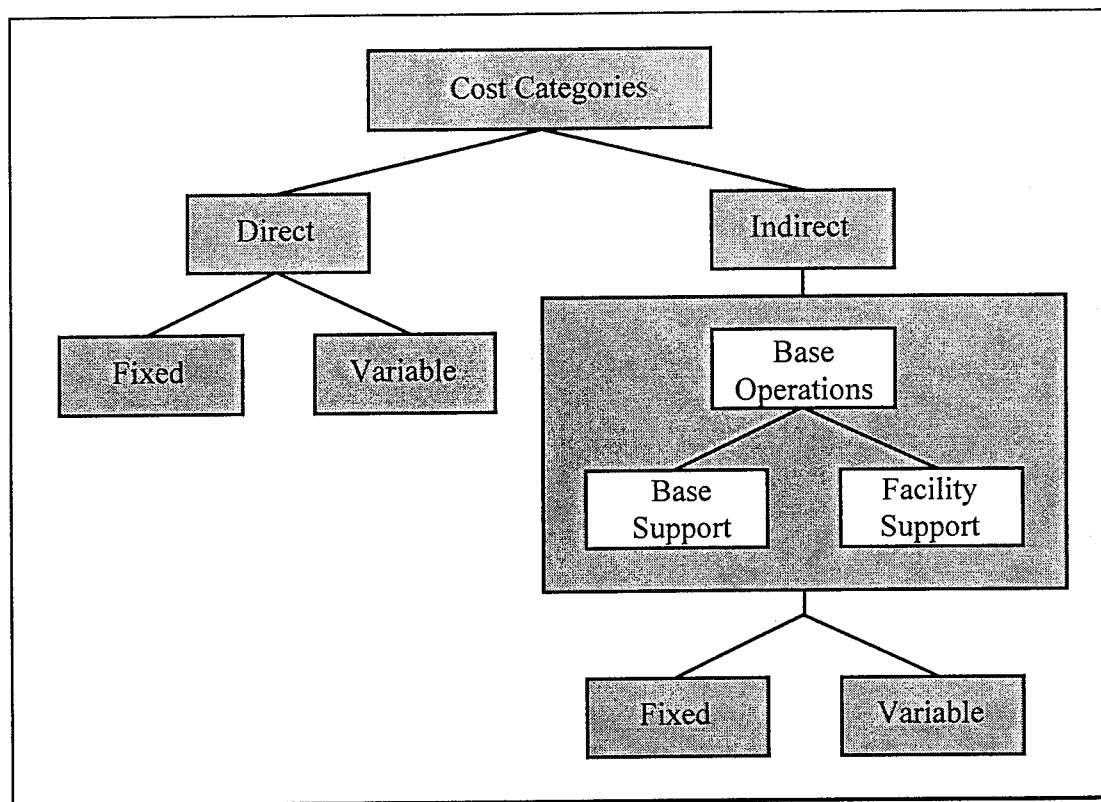 Cost Categories
Direct
Indirect
Fixed
Variable
Base
Operations
Base
Support
Facility
Support
Fixed
Variable